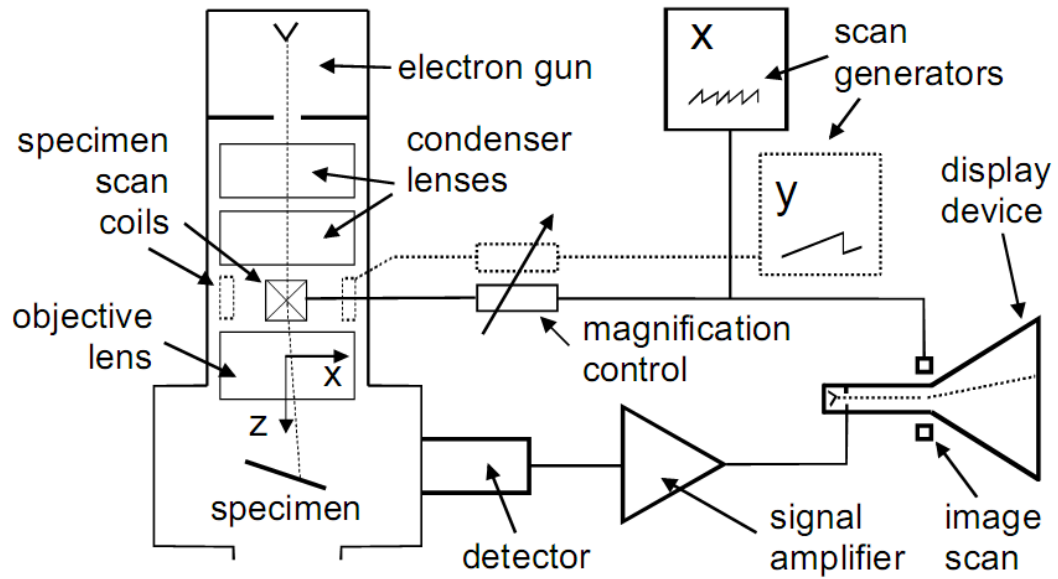 electron gun
specimen
scan
coils
condenser
lenses
objective
lens
x
z
specimen
detector
x
scan
generators
y
display
device
magnification
control
signal
amplifier
image
scan